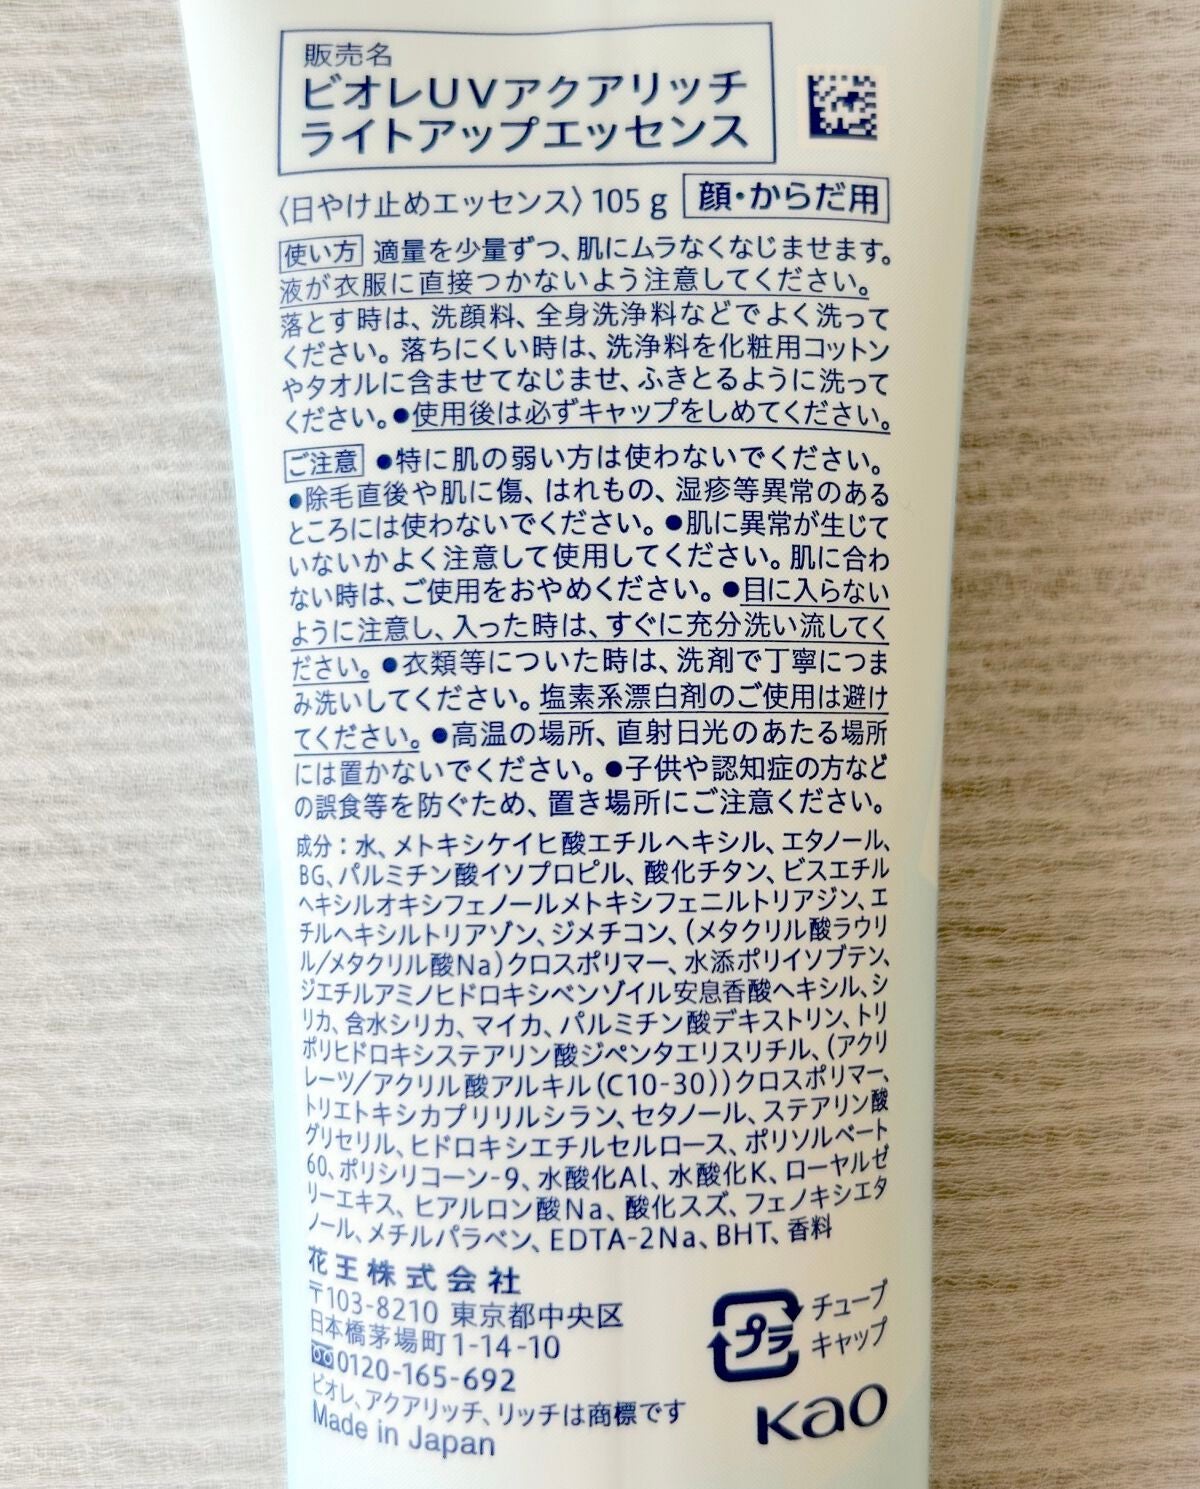 販売名
ビオレUVアクアリッチ
ライトアップエッセンス
〈日やけ止めエッセンス〉105g 顔・からだ用
使い方 適量を少量ずつ、肌にムラなくなじませます。
液が衣服に直接つかないよう注意してください。
落とす時は、洗顔料、全身洗浄料などでよく洗って
ください。落ちにくい時は、洗浄料を化粧用コットン
やタオルに含ませてなじませ、ふきとるように洗って
ください。●使用後は必ずキャップをしめてください。
ご注意 ●特に肌の弱い方は使わないでください。
●除毛直後や肌に傷、はれもの、湿疹等異常のある
ところには使わないでください。●肌に異常が生じて
いないかよく注意して使用してください。肌に合わ
ない時は、ご使用をおやめください。●目に入らない
ように注意し、入った時は、すぐに充分洗い流してく
ださい。●衣類等についた時は、洗剤で丁寧につま
み洗いしてください。塩素系漂白剤のご使用は避け
てください。●高温の場所、直射日光のあたる場所
には置かないでください。●子供や認知症の方など
の誤食等を防ぐため、置き場所にご注意ください。
成分：水、メトキシケイヒ酸エチルヘキシル、エタノール、
BG、パルミチン酸イソプロピル、酸化チタン、ビスエチル
ヘキシルオキシフェノールメトキシフェニルトリアジン、エ
チルヘキシルトリアゾン、ジメチコン、（メタクリル酸ラウリ
ル/メタクリル酸Na）クロスポリマー、水添ポリイソブテン、
ジエチルアミノヒドロキシベンゾイル安息香酸ヘキシル、シ
リカ、含水シリカ、マイカ、パルミチン酸デキストリン、トリ
ポリヒドロキシステアリン酸ジペンタエリスリチル、（アクリ
レーツ/アクリル酸アルキル（C10-30））クロスポリマー、
トリエトキシカプリリルシラン、セタノール、ステアリン酸
グリセリル、ヒドロキシエチルセルロース、ポリソルベート
60、ポリシリコーン-9、水酸化Al、水酸化K、ローヤルゼ
リーエキス、ヒアルロン酸Na、酸化スズ、フェノキシエタ
ノール、メチルパラベン、EDTA-2Na、BHT、香料
花王株式会社
〒103-8210 東京都中央区
日本橋茅場町1-14-10
0120-165-692
ビオレ、アクアリッチ、リッチは商標です
Made in Japan
プラ
チューブ
キャップ
Kao